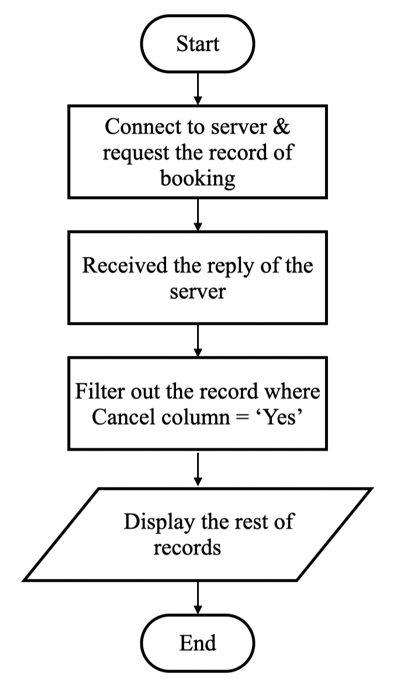 Start
Connect to server &
request the record of
booking
Received the reply of the
server
Filter out the record where
Cancel column = ‘Yes’
Display the rest of
records
End